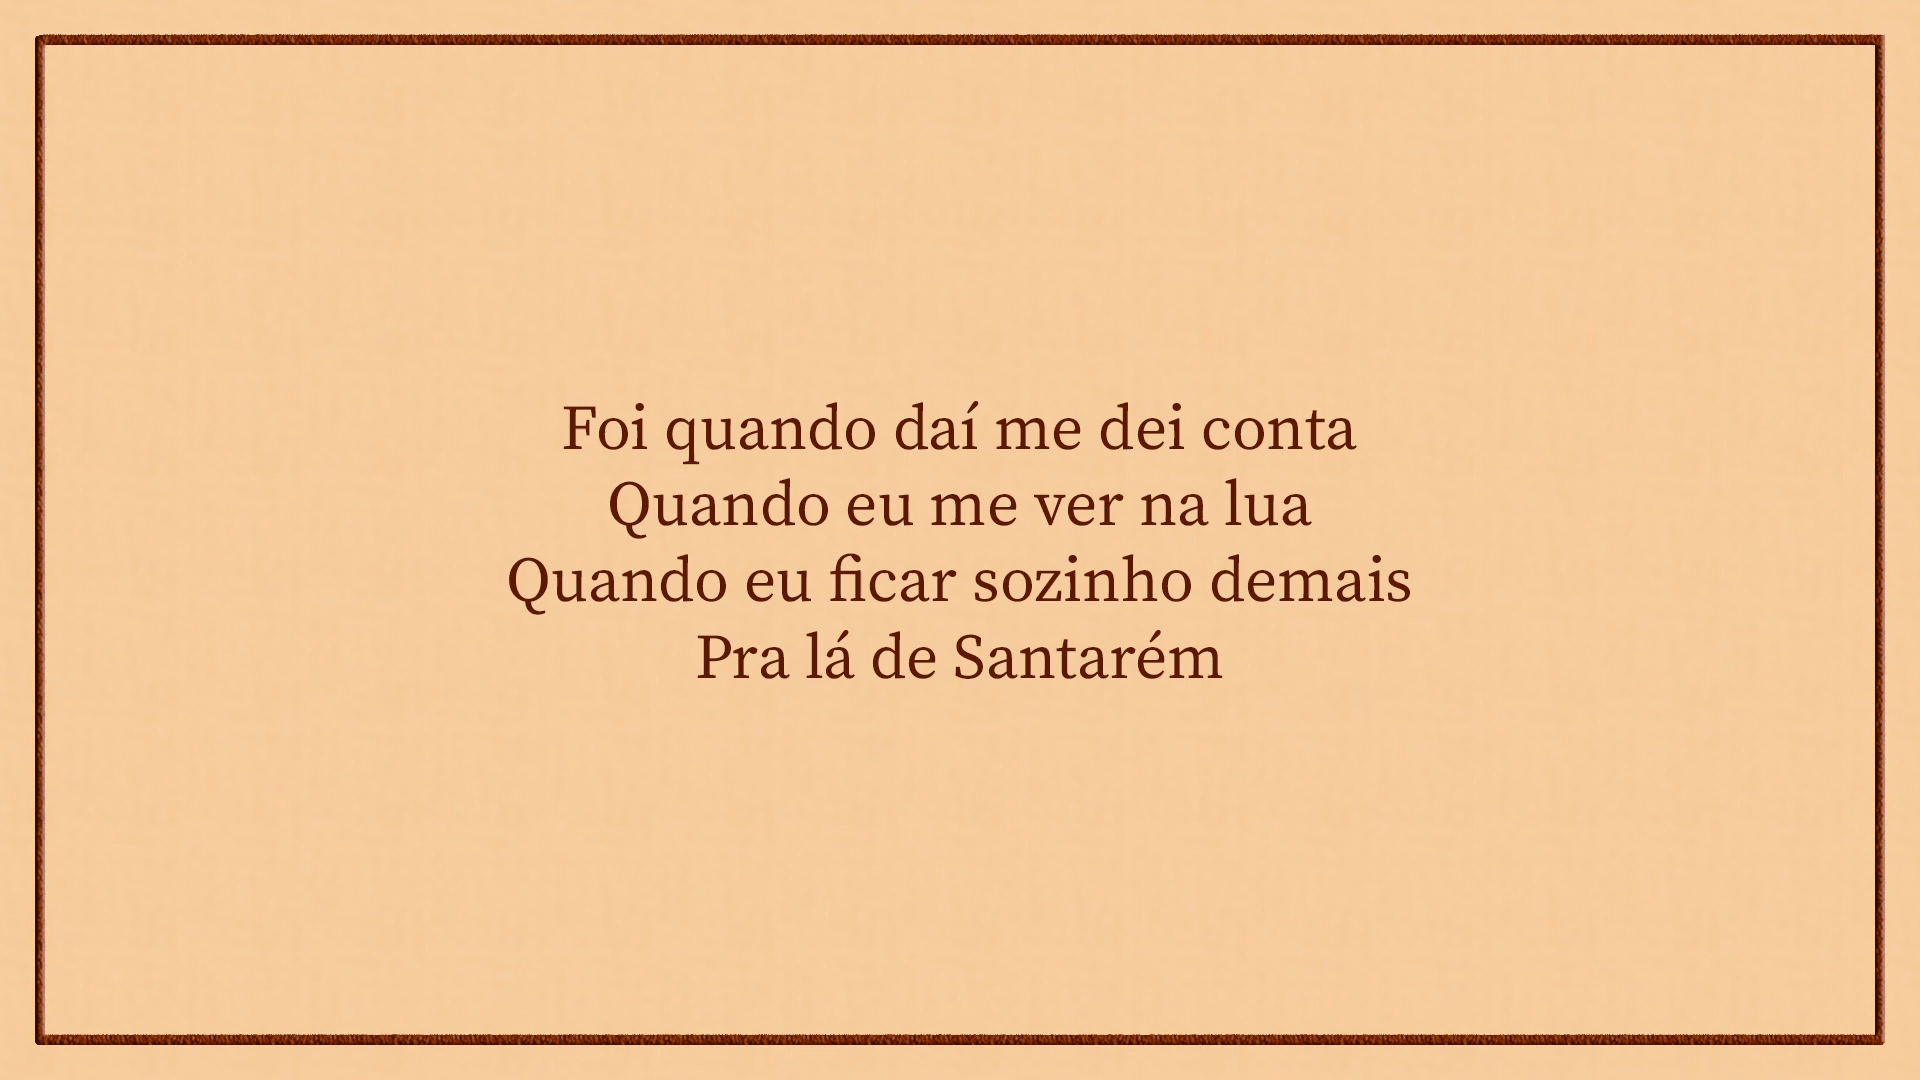 Foi quando daí me dei conta
Quando eu me ver na lua
Quando eu ficar sozinho demais
Pra lá de Santarém